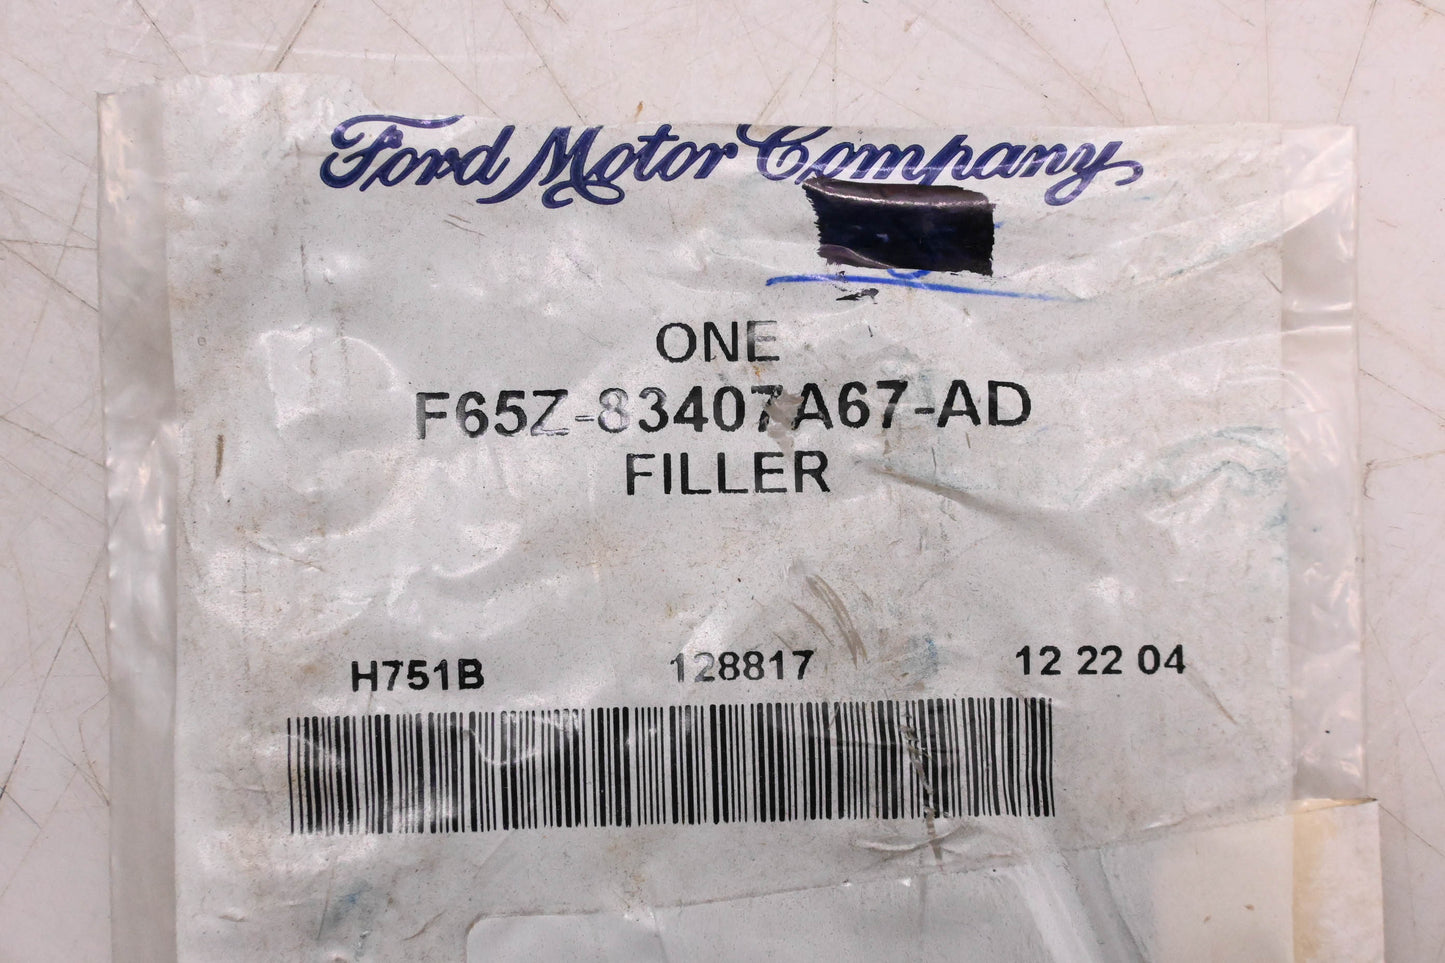 Ford Motor Company
ONE
F65Z-83407A67-AD
FILLER
H751B 128817 12 22 04